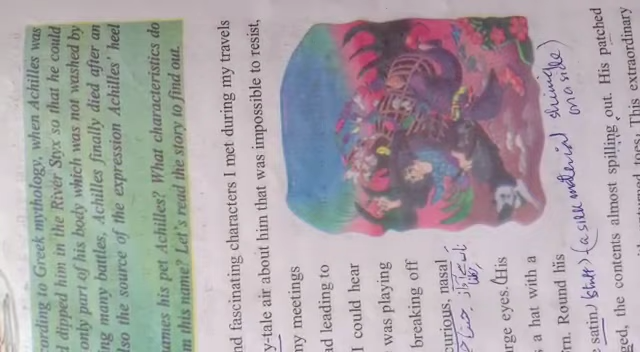 cording to Greek mythology, when Achilles was
d dipped him in the River Styx so that he could
only part of his body which was not washed by
ing many battles, Achilles finally died after an
lso the source of the expression Achilles' heel
ames his pet Achilles? What characteristics do
m this name? Let's read the story to find out.
nd fascinating characters I met during my travels
y-tale air about him that was impossible to resist,
my meetings
ad leading to
I could hear
was playing
breaking off
curious, nasal
rge eyes. (His
a hat with a
rn. Round his
satin (stuff) (a silk material shining on a side)
ged, the contents almost spilling out. His patched
This extraordinary